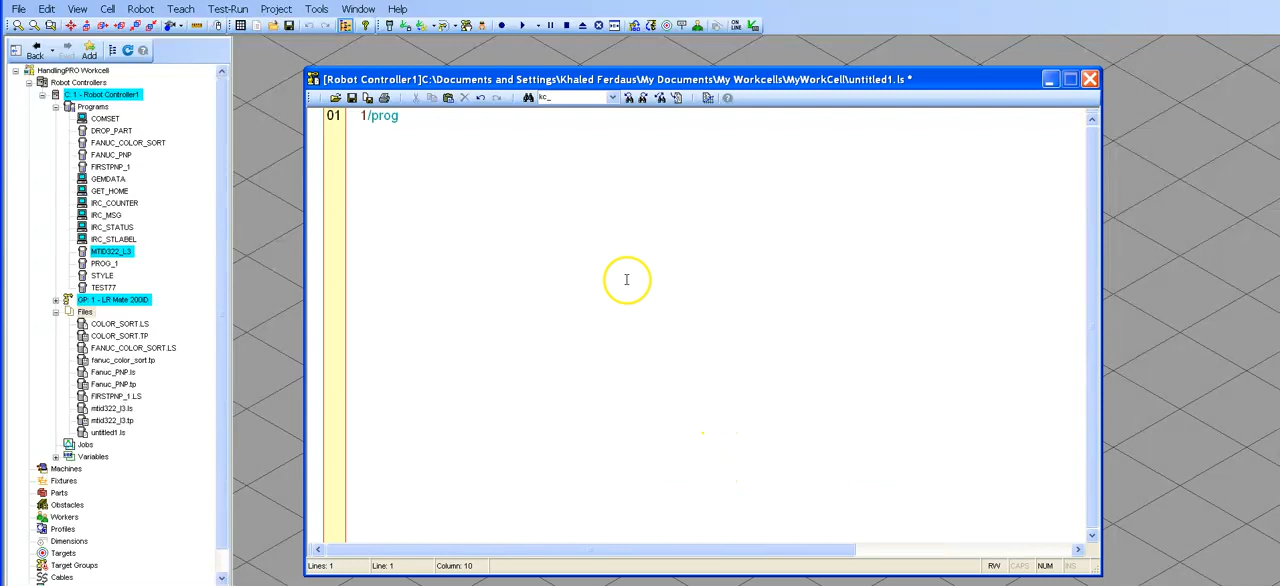 File Edit View Cell Robot Teach Test-Run Project Tools Window Help
ON LINE
Back Add
HandlingPRO Workcell
Robot Controllers
C: 1 - Robot Controller1
Programs
COMSET
DROP_PART
FANUC_COLOR_SORT
FANUC_PNP
FIRSTPNP_1
GEMDATA
GET_HOME
IRC_COUNTER
IRC_MSG
IRC_STATUS
IRC_STLABEL
MTID322_L3
PROG_1
STYLE
TEST77
GP: 1 - LR Mate 200iD
Files
COLOR_SORT.LS
COLOR_SORT.TP
FANUC_COLOR_SORT.LS
fanuc_color_sort.tp
Fanuc_PNP.ls
Fanuc_PNP.tp
FIRSTPNP_1.LS
mtid322_l3.ls
mtid322_l3.tp
untitled1.ls
Jobs
Variables
Machines
Fixtures
Parts
Obstacles
Workers
Profiles
Dimensions
Targets
Target Groups
Cables
[Robot Controller1]C:\Documents and Settings\Khaled Ferdaus\My Documents\My Workcells\MyWorkCell\untitled1.ls *
kc_
01 1/prog
Lines: 1 Line: 1 Column: 10 RW CAPS NUM INS